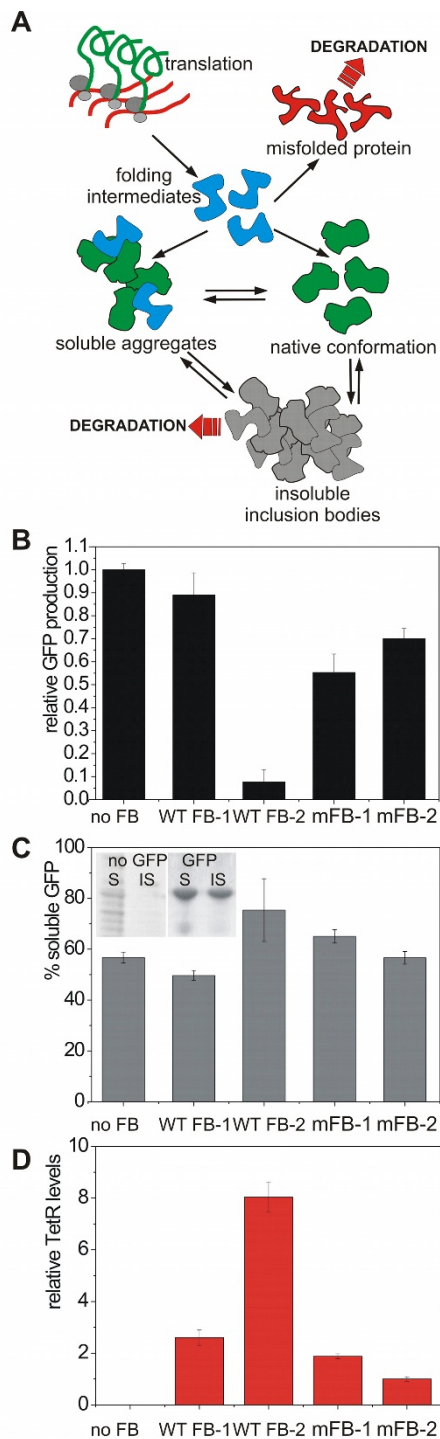 A
translation
DEGRADATION
misfolded protein
folding
intermediates
soluble aggregates
native conformation
DEGRADATION
insoluble
inclusion bodies
B
relative GFP production
1.1
1.0
0.9
0.8
0.7
0.6
0.5
0.4
0.3
0.2
0.1
0.0
no FB WT FB-1 WT FB-2 mFB-1 mFB-2
C
% soluble GFP
100
80
60
40
20
0
no GFP GFP
S IS S IS
no FB WT FB-1 WT FB-2 mFB-1 mFB-2
D
relative TetR levels
10
8
6
4
2
0
no FB WT FB-1 WT FB-2 mFB-1 mFB-2